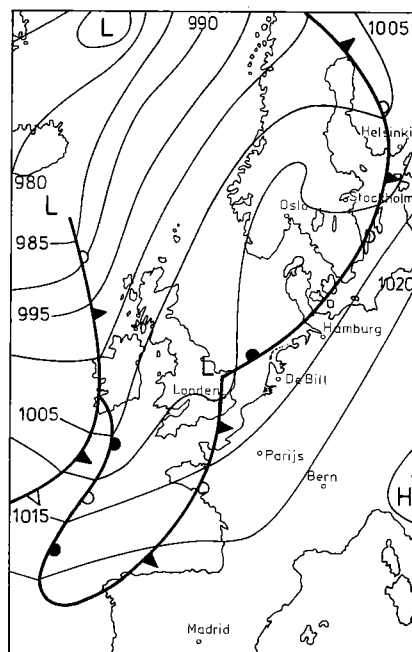 L
990
1005
Helsinki
980
L
Stockholm
Oslo
985
1020
995
Hamburg
L
Londen
De Bilt
1005
Parijs
Bern
H
1015
Madrid